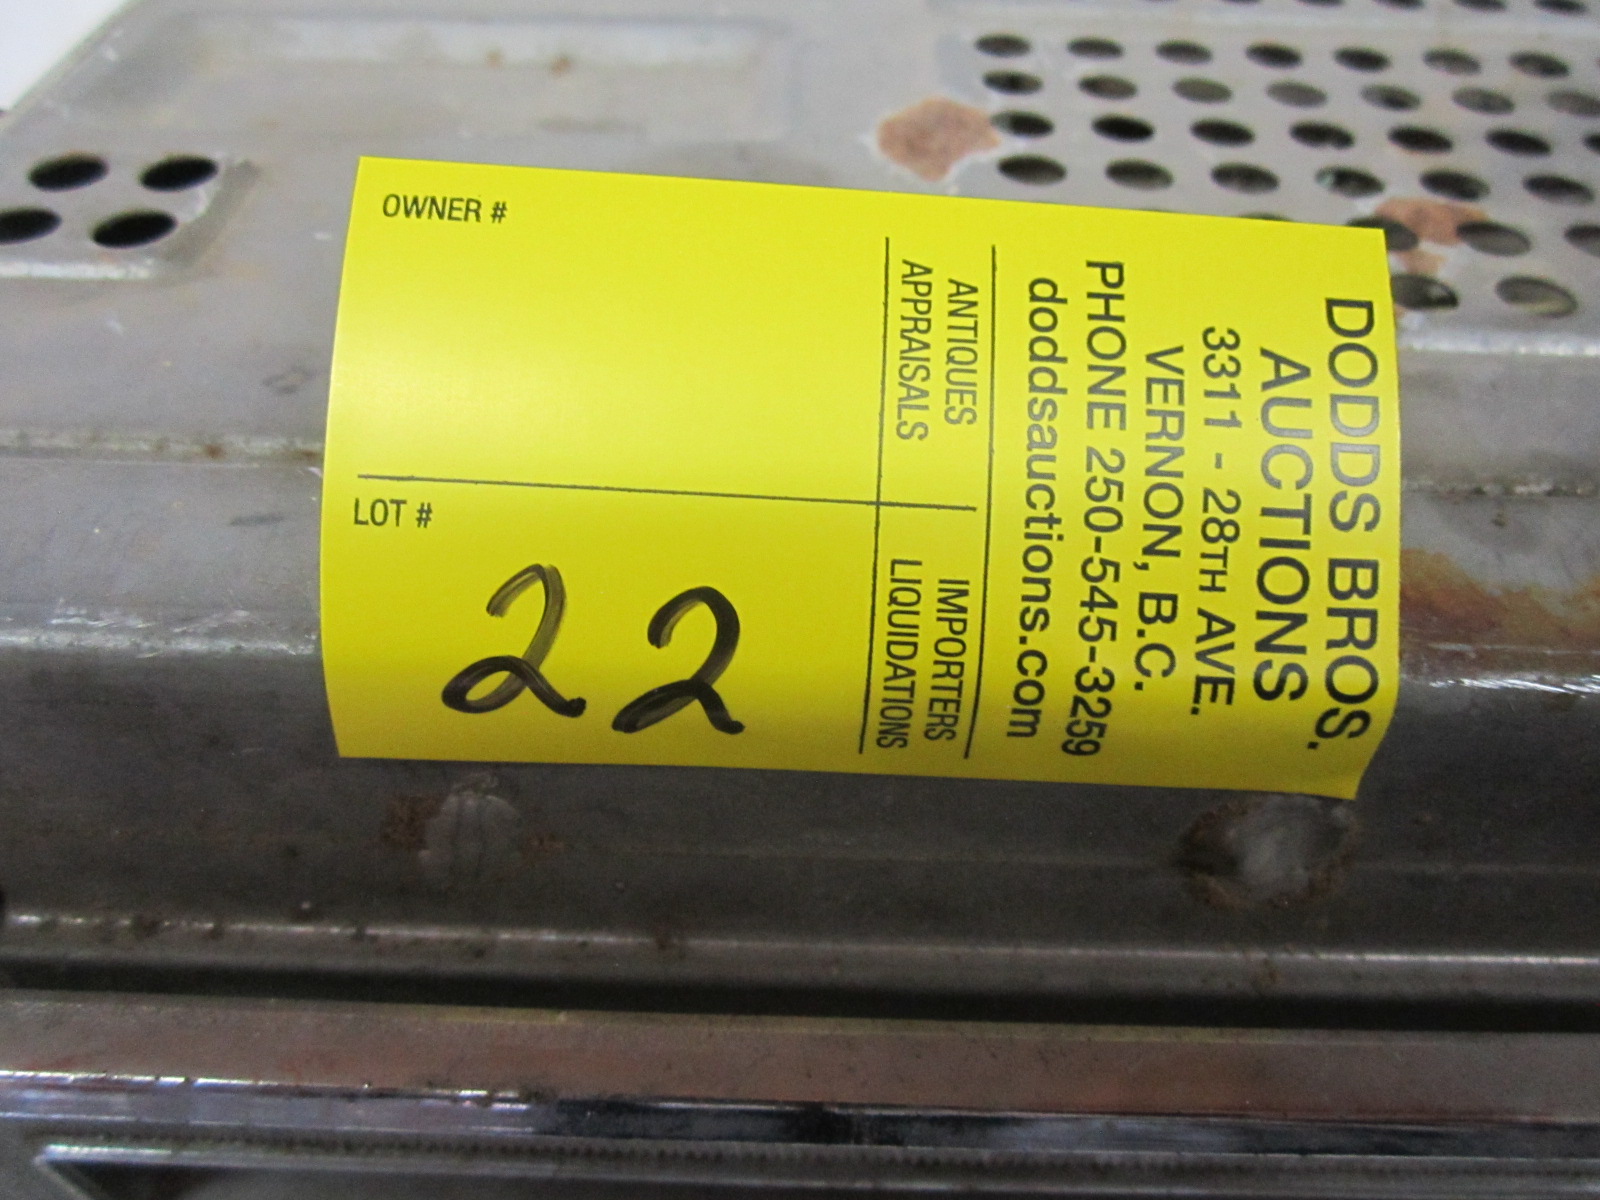 DODDS BROS.
AUCTIONS
3311 - 28TH AVE.
VERNON, B.C.
PHONE 250-545-3259
doddsauctions.com
ANTIQUES
APPRAISALS
IMPORTERS
LIQUIDATIONS
OWNER #
LOT #
22